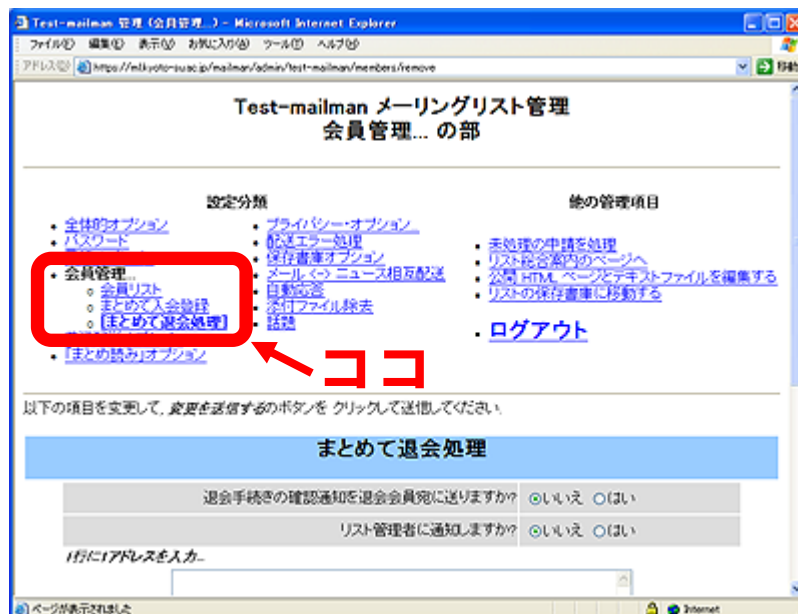 Test-mailman 管理 (会員管理...) - Microsoft Internet Explorer
ファイル(F) 編集(E) 表示(V) お気に入り(A) ツール(T) ヘルプ(H)
アドレス(D) https://ml.kyoto-su.ac.jp/mailman/admin/test-mailman/members/remove 移動
Test-mailman メーリングリスト管理
会員管理... の部
設定分類
他の管理項目
全体的オプション
パスワード
会員管理...
会員リスト
まとめて入会登録
[まとめて退会処理]
「まとめ読み」オプション
プライバシー・オプション...
配送エラー処理
保存書庫オプション
メール <-> ニュース相互配送
自動応答
添付ファイル除去
話題
未処理の申請を処理
リスト総合案内のページへ
公開 HTML ページとテキストファイルを編集する
リストの保存書庫に移動する
ログアウト
ココ
以下の項目を変更して, 変更を送信するのボタンを クリックして送信してください.
まとめて退会処理
退会手続きの確認通知を退会会員宛に送りますか? いいえ はい
リスト管理者に通知しますか? いいえ はい
1行に1アドレスを入力...
ページが表示されました Internet